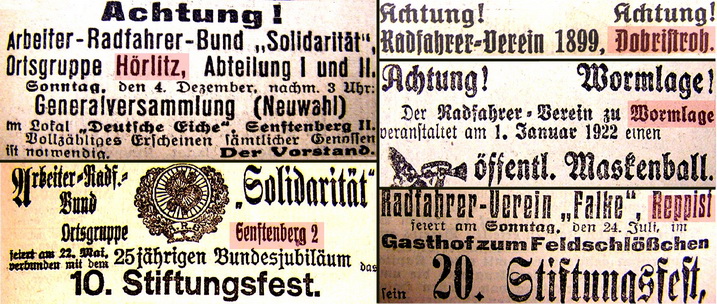 Achtung!
Arbeiter-Radfahrer-Bund „Solidarität“,
Ortsgruppe Hörlitz, Abteilung I und II.
Sonntag, den 4. Dezember, nachm. 3 Uhr:
Generalversammlung (Neuwahl)
im Lokal „Deutsche Eiche“, Senftenberg II.
Vollzähliges Erscheinen sämtlicher Genossen
ist notwendig. Der Vorstand.
Arbeiter-Radf.-
Bund „Solidarität“
Ortsgruppe Senftenberg 2
feiert am 22. Mai,
verbunden mit dem 25jährigen Bundesjubiläum das
10. Stiftungsfest.
Achtung! Achtung!
Radfahrer-Verein 1899, Dobristroh.
Achtung! Wormlage!
Der Radfahrer-Verein zu Wormlage
veranstaltet am 1. Januar 1922 einen
öffentl. Maskenball.
Radfahrer-Verein „Falke“, Reppist
feiert am Sonntag, den 24. Juli, im
Gasthof zum Feldschlößchen
sein 20. Stiftungsfest,